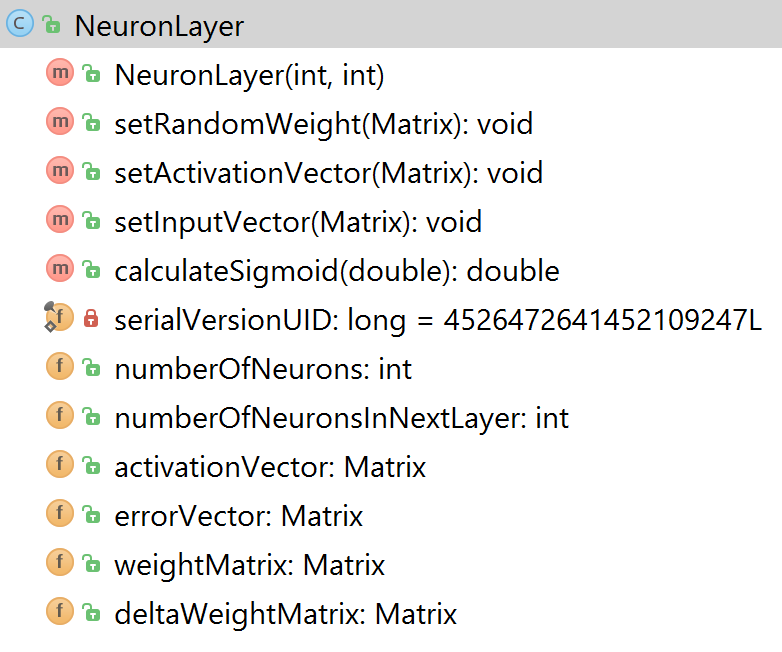 C NeuronLayer
m NeuronLayer(int, int)
m setRandomWeight(Matrix): void
m setActivationVector(Matrix): void
m setInputVector(Matrix): void
m calculateSigmoid(double): double
f serialVersionUID: long = 4526472641452109247L
f numberOfNeurons: int
f numberOfNeuronsInNextLayer: int
f activationVector: Matrix
f errorVector: Matrix
f weightMatrix: Matrix
f deltaWeightMatrix: Matrix